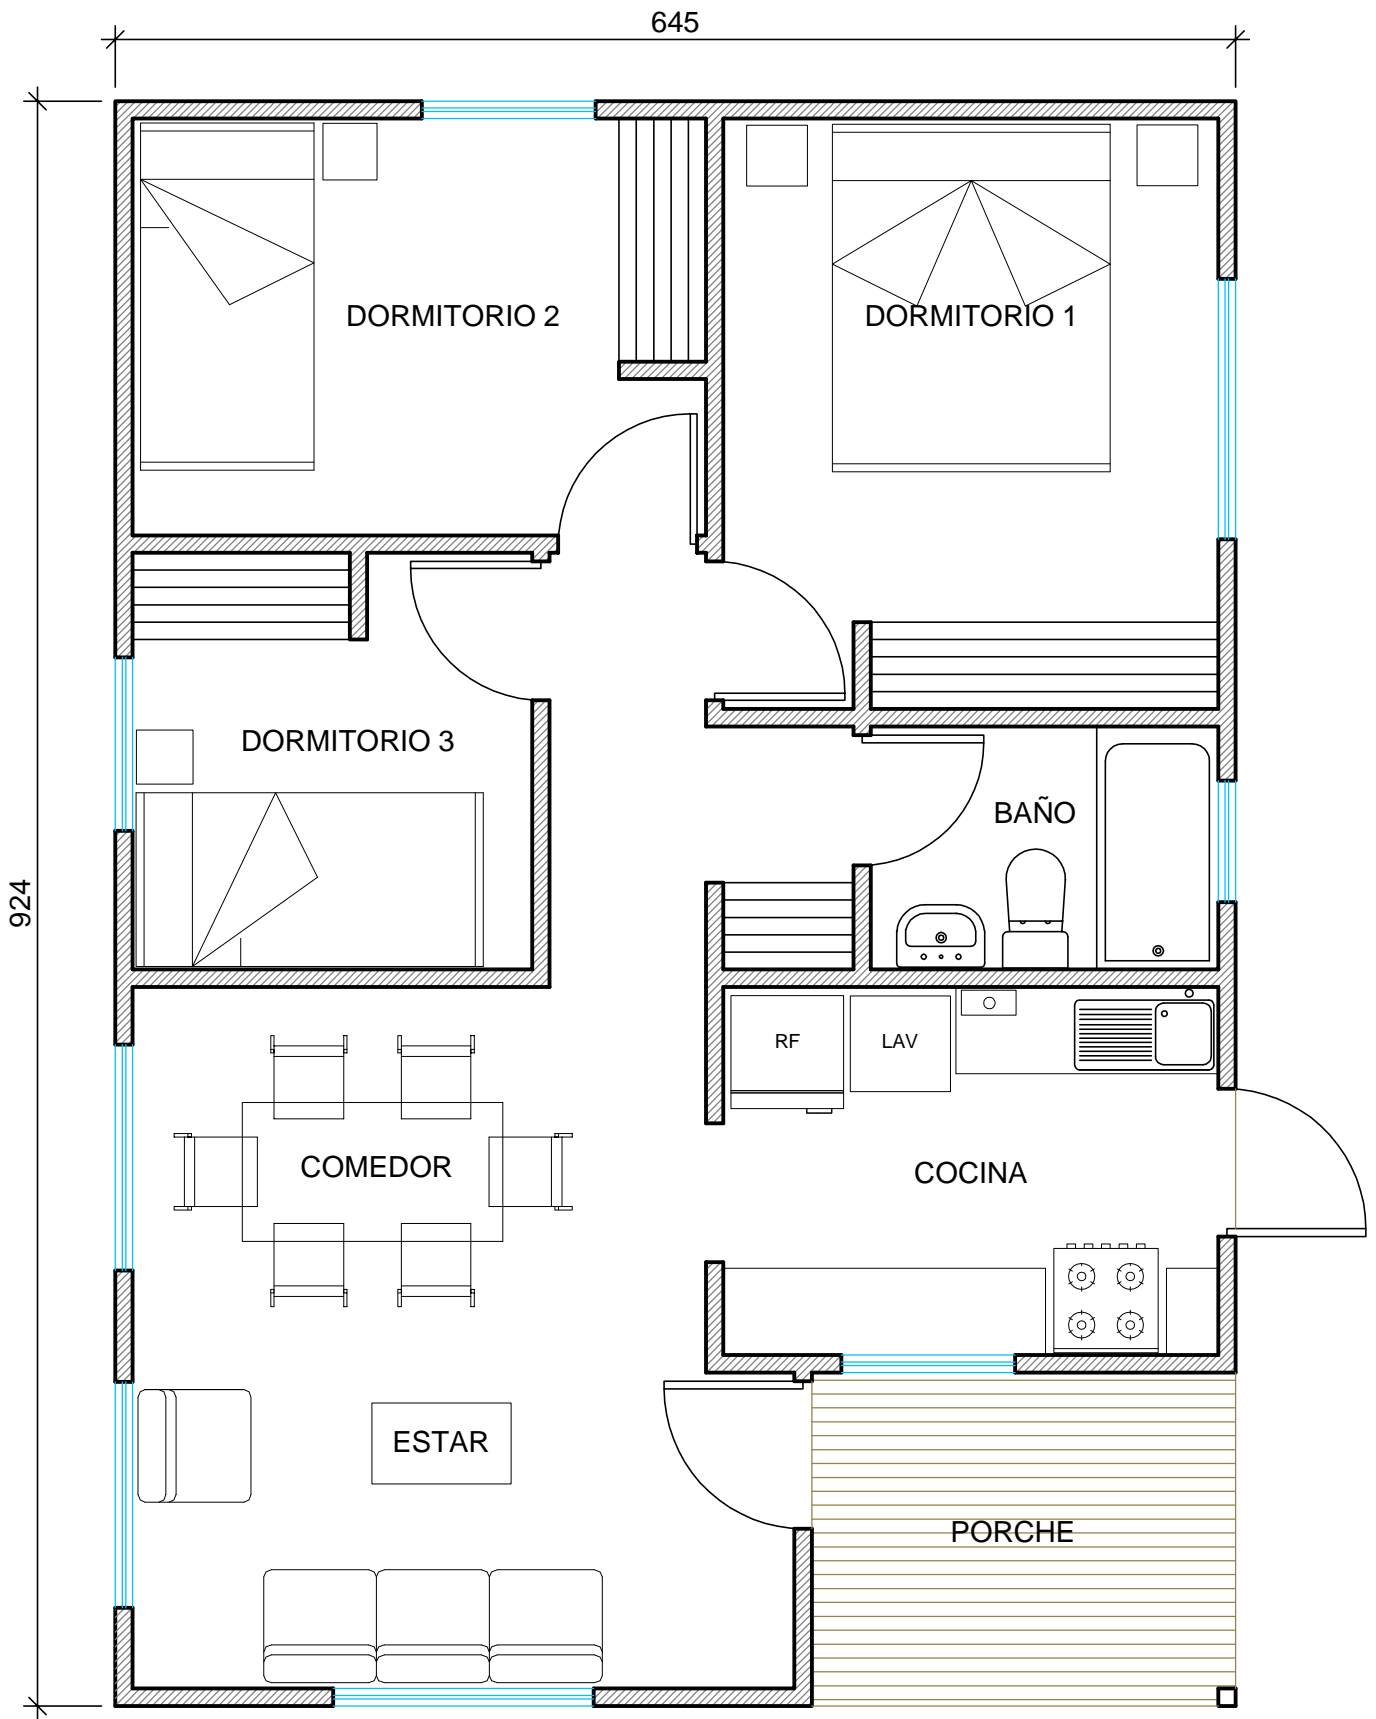 645
DORMITORIO 2
DORMITORIO 1
DORMITORIO 3
BAÑO
924
RF
LAV
COMEDOR
COCINA
ESTAR
PORCHE